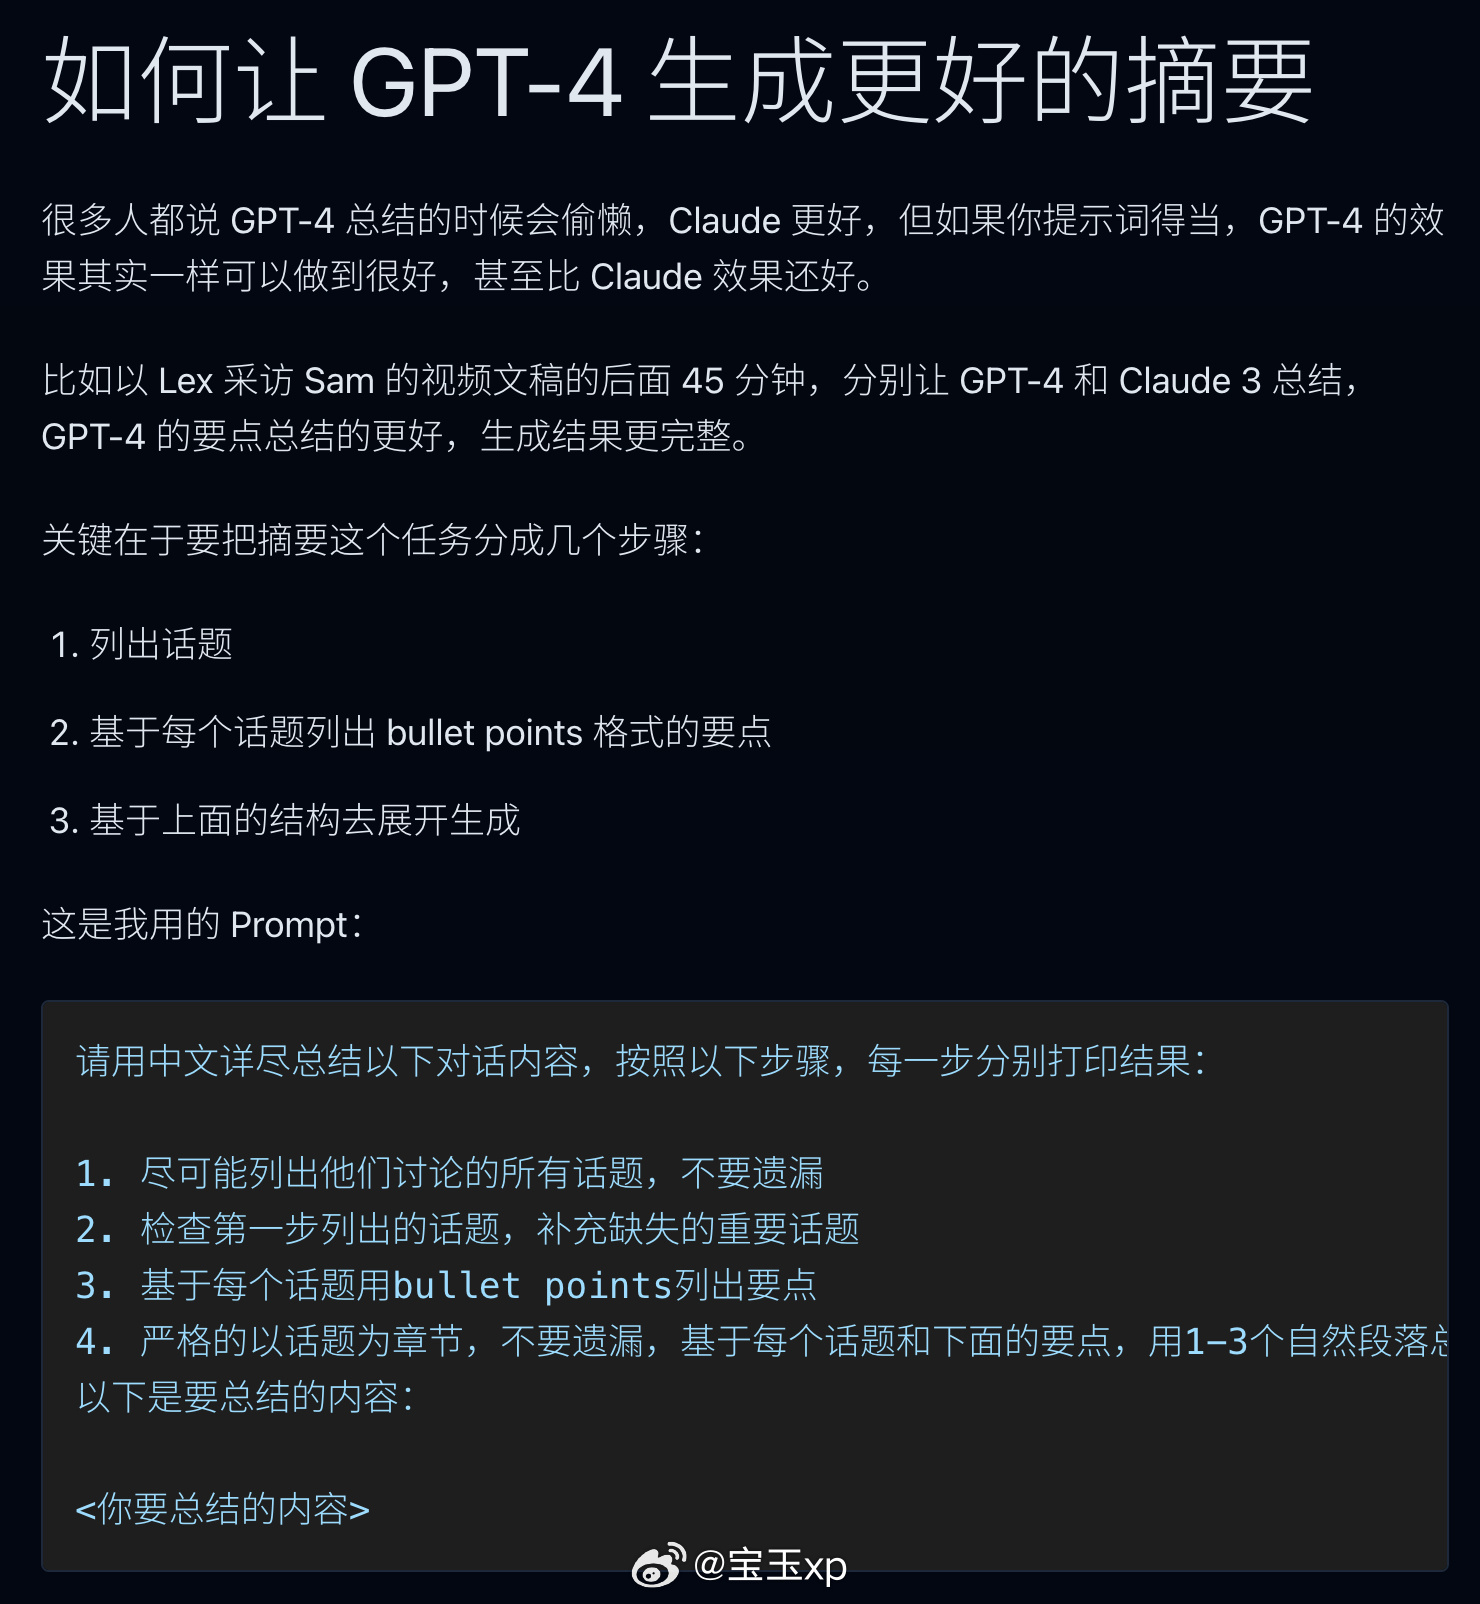 如何让 GPT-4 生成更好的摘要
很多人都说 GPT-4 总结的时候会偷懒，Claude 更好，但如果你提示词得当，GPT-4 的效
果其实一样可以做到很好，甚至比 Claude 效果还好。
比如以 Lex 采访 Sam 的视频文稿的后面 45 分钟，分别让 GPT-4 和 Claude 3 总结，
GPT-4 的要点总结的更好，生成结果更完整。
关键在于要把摘要这个任务分成几个步骤：
1. 列出话题
2. 基于每个话题列出 bullet points 格式的要点
3. 基于上面的结构去展开生成
这是我用的 Prompt：
请用中文详尽总结以下对话内容，按照以下步骤，每一步分别打印结果：
1. 尽可能列出他们讨论的所有话题，不要遗漏
2. 检查第一步列出的话题，补充缺失的重要话题
3. 基于每个话题用bullet points列出要点
4. 严格的以话题为章节，不要遗漏，基于每个话题和下面的要点，用1-3个自然段落总
以下是要总结的内容：
<你要总结的内容>
@宝玉xp